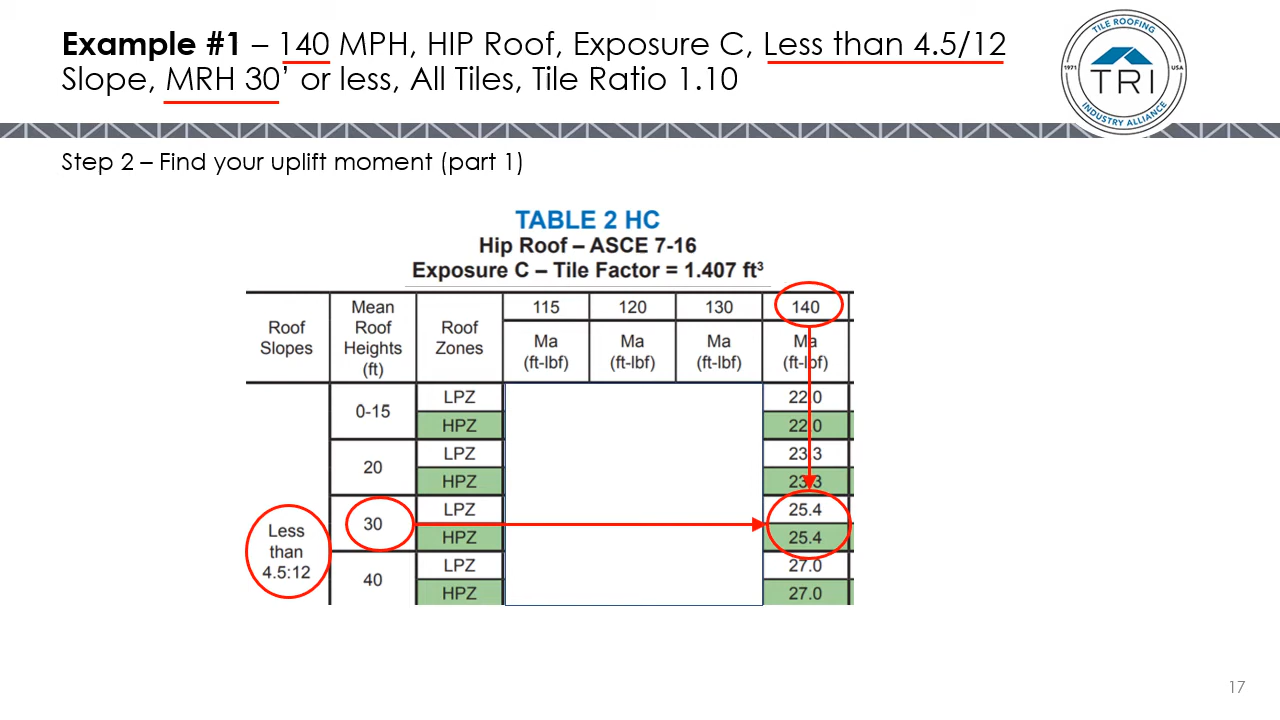 Example #1 – 140 MPH, HIP Roof, Exposure C, Less than 4.5/12
Slope, MRH 30’ or less, All Tiles, Tile Ratio 1.10
TILE ROOFING
1971
USA
TRI
INDUSTRY ALLIANCE
Step 2 – Find your uplift moment (part 1)
TABLE 2 HC
Hip Roof – ASCE 7-16
Exposure C – Tile Factor = 1.407 ft³
Roof Slopes Mean Roof Heights (ft) Roof Zones 115 120 130 140
Ma (ft-lbf) Ma (ft-lbf) Ma (ft-lbf) Ma (ft-lbf)
Less than 4.5:12
0-15 LPZ 22.0
HPZ 22.0
20 LPZ 23.3
HPZ 23.3
30 LPZ 25.4
HPZ 25.4
40 LPZ 27.0
HPZ 27.0
17